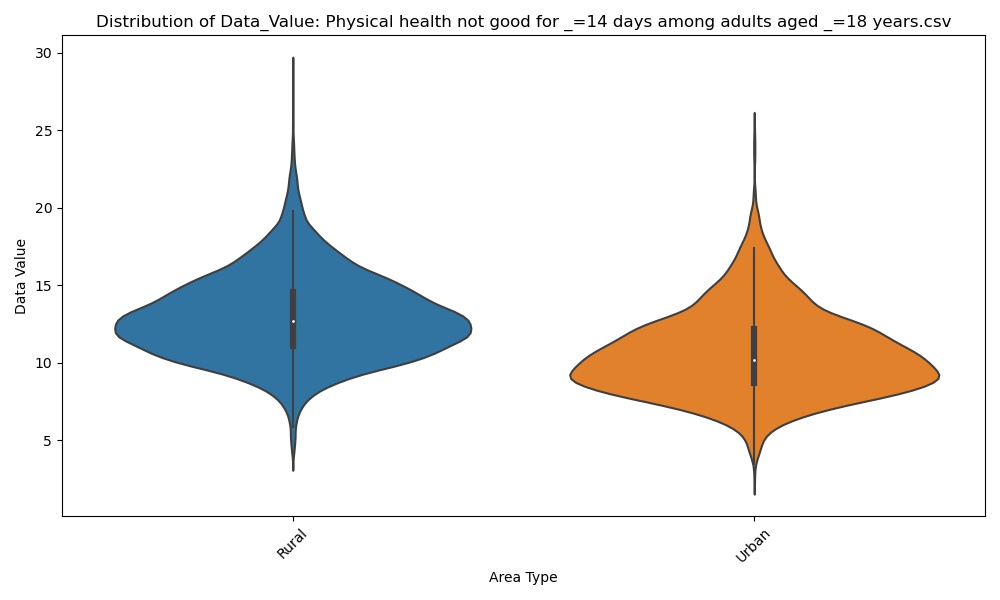 Distribution of Data_Value: Physical health not good for _=14 days among adults aged _=18 years.csv
30
25
20
15
10
5
Data Value
Rural
Urban
Area Type